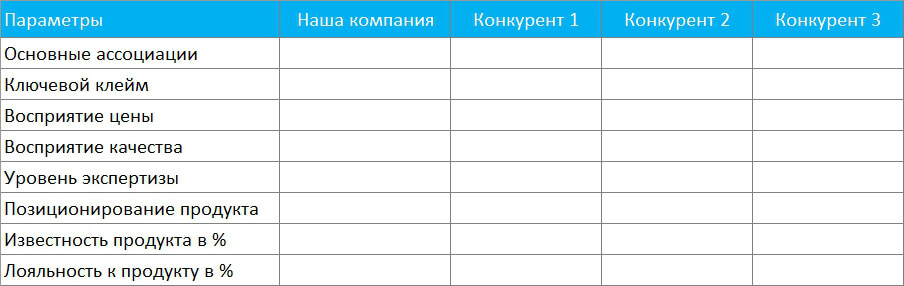 Параметры Наша компания Конкурент 1 Конкурент 2 Конкурент 3
Основные ассоциации
Ключевой клейм
Восприятие цены
Восприятие качества
Уровень экспертизы
Позиционирование продукта
Известность продукта в %
Лояльность к продукту в %